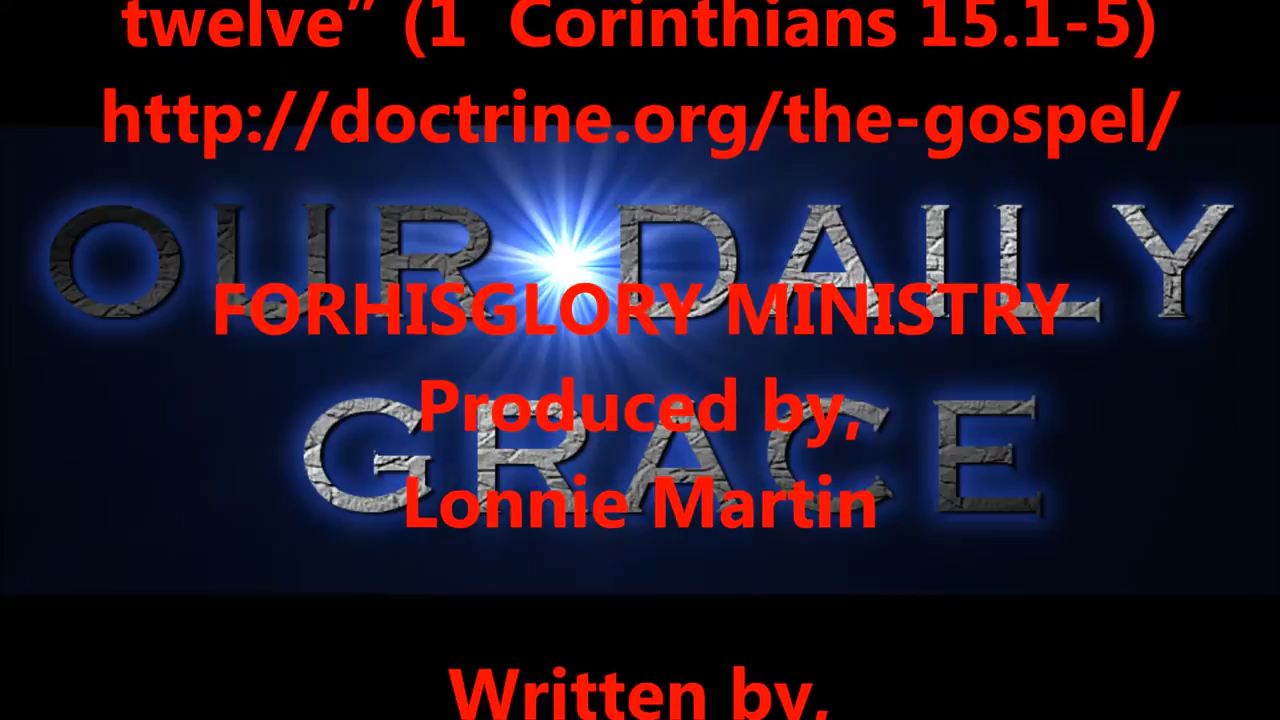 twelve” (1 Corinthians 15.1-5)
http://doctrine.org/the-gospel/
OUR DAILY
FORHISGLORY MINISTRY
Produced by,
GRACE
Lonnie Martin
Written by,